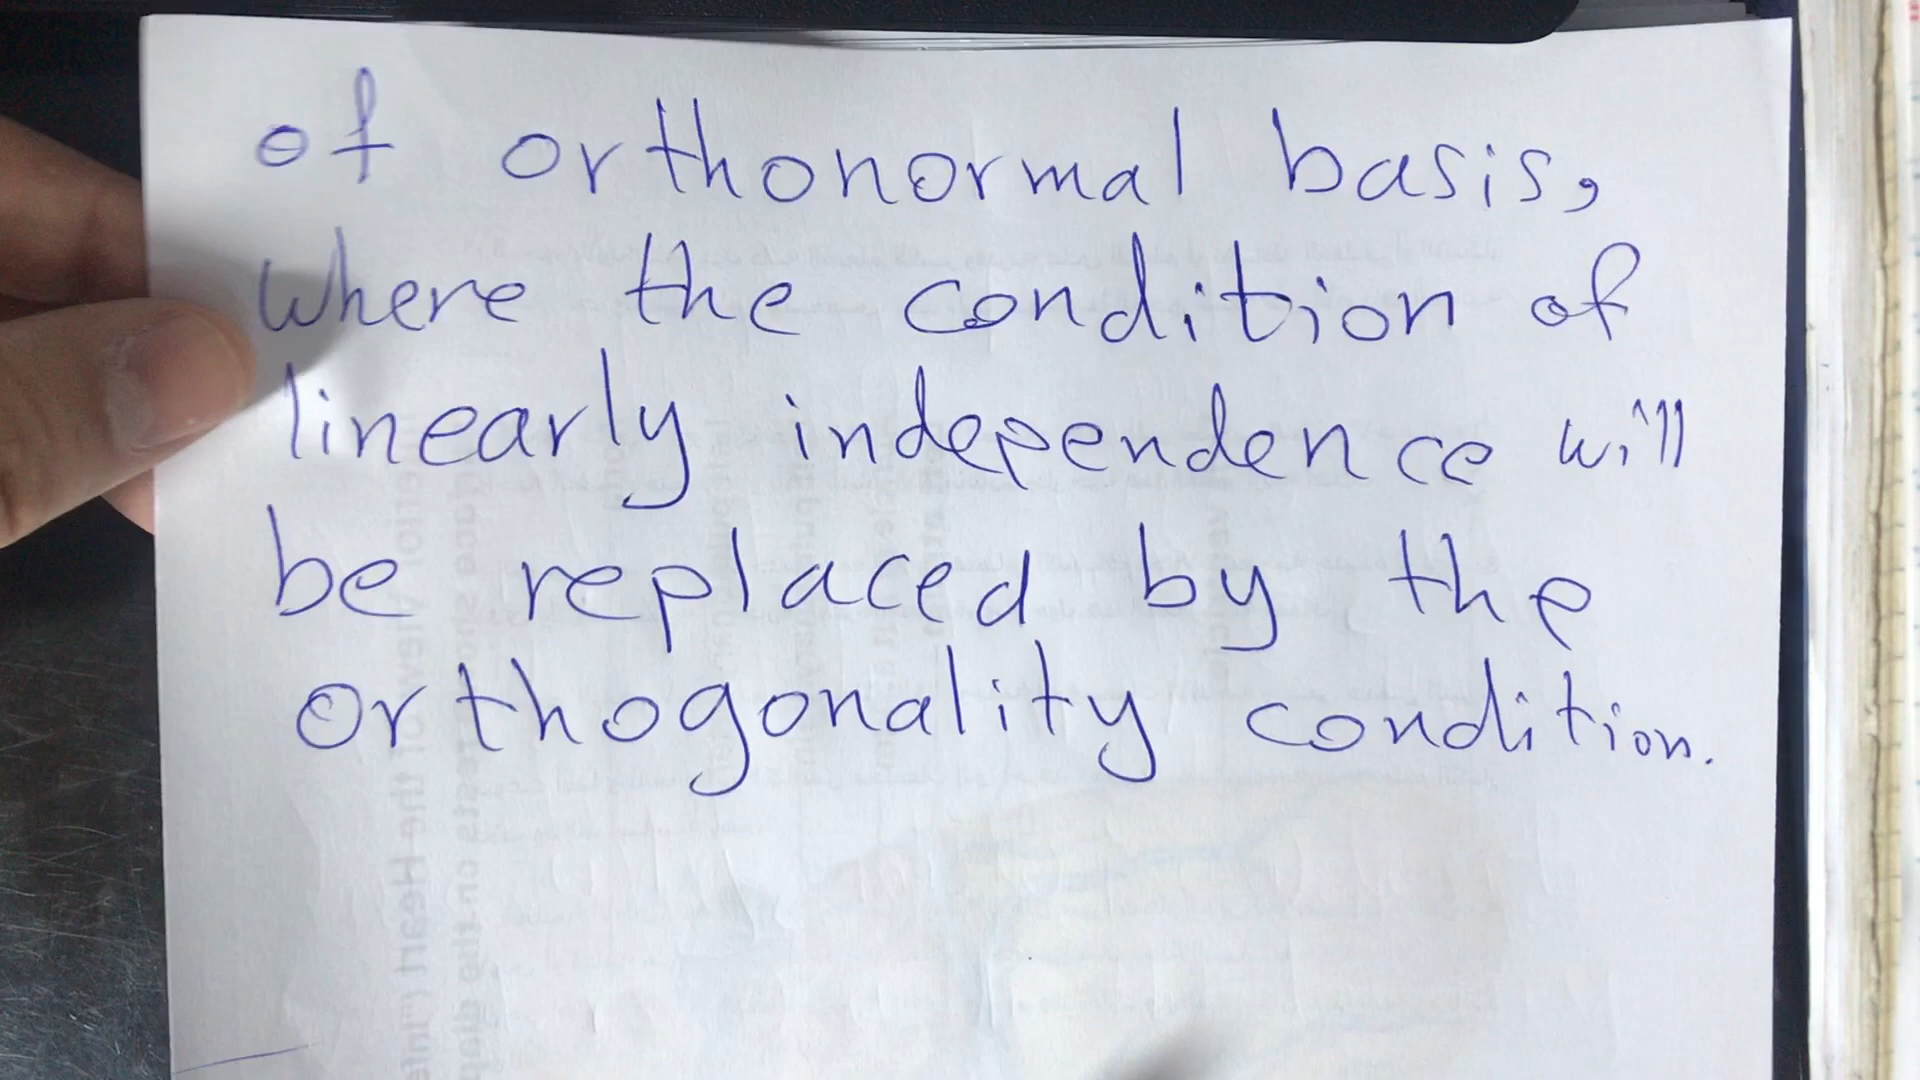 of orthonormal basis,
where the condition of
linearly independence will
be replaced by the
orthogonality condition.